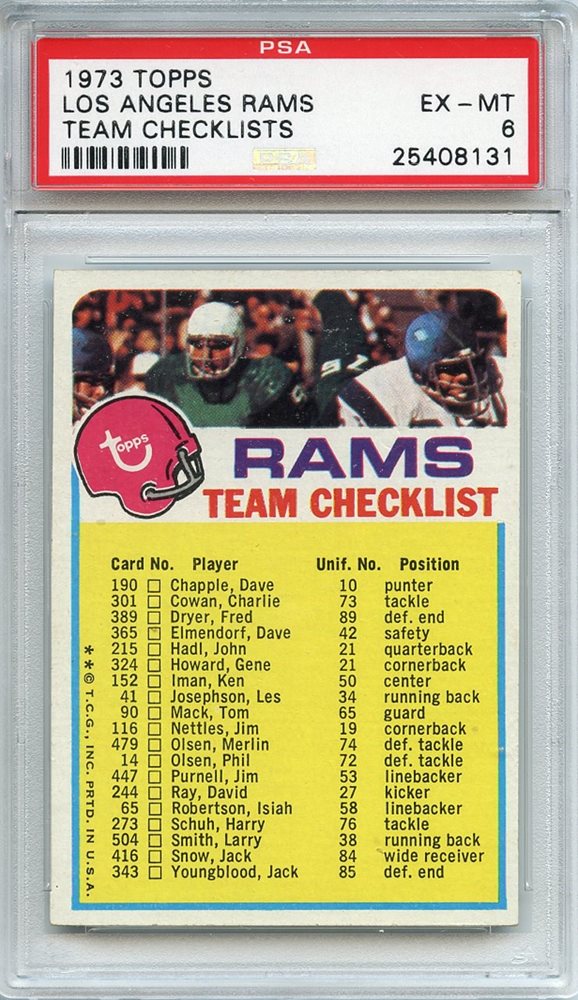 PSA
1973 TOPPS
LOS ANGELES RAMS EX - MT
TEAM CHECKLISTS 6
25408131
57
topps
RAMS
TEAM CHECKLIST
Card No. Player Unif. No. Position
190 Chapple, Dave 10 punter
301 Cowan, Charlie 73 tackle
389 Dryer, Fred 89 def. end
365 Elmendorf, Dave 42 safety
215 Hadl, John 21 quarterback
324 Howard, Gene 21 cornerback
152 Iman, Ken 50 center
41 Josephson, Les 34 running back
90 Mack, Tom 65 guard
116 Nettles, Jim 19 cornerback
479 Olsen, Merlin 74 def. tackle
14 Olsen, Phil 72 def. tackle
447 Purnell, Jim 53 linebacker
244 Ray, David 27 kicker
65 Robertson, Isiah 58 linebacker
273 Schuh, Harry 76 tackle
504 Smith, Larry 38 running back
416 Snow, Jack 84 wide receiver
343 Youngblood, Jack 85 def. end
* * © T.C.G., INC. PRTD. IN U.S.A.